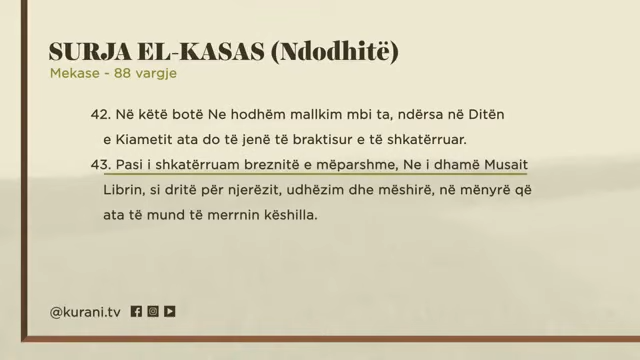 SURJA EL-KASAS (Ndodhitë)
Mekase - 88 vargje
42. Në këtë botë Ne hodhëm mallkim mbi ta, ndërsa në Ditën
e Kiametit ata do të jenë të braktisur e të shkatërruar.
43. Pasi i shkatërruam breznitë e mëparshme, Ne i dhamë Musait
Librin, si dritë për njerëzit, udhëzim dhe mëshirë, në mënyrë që
ata të mund të merrnin këshilla.
@kurani.tv